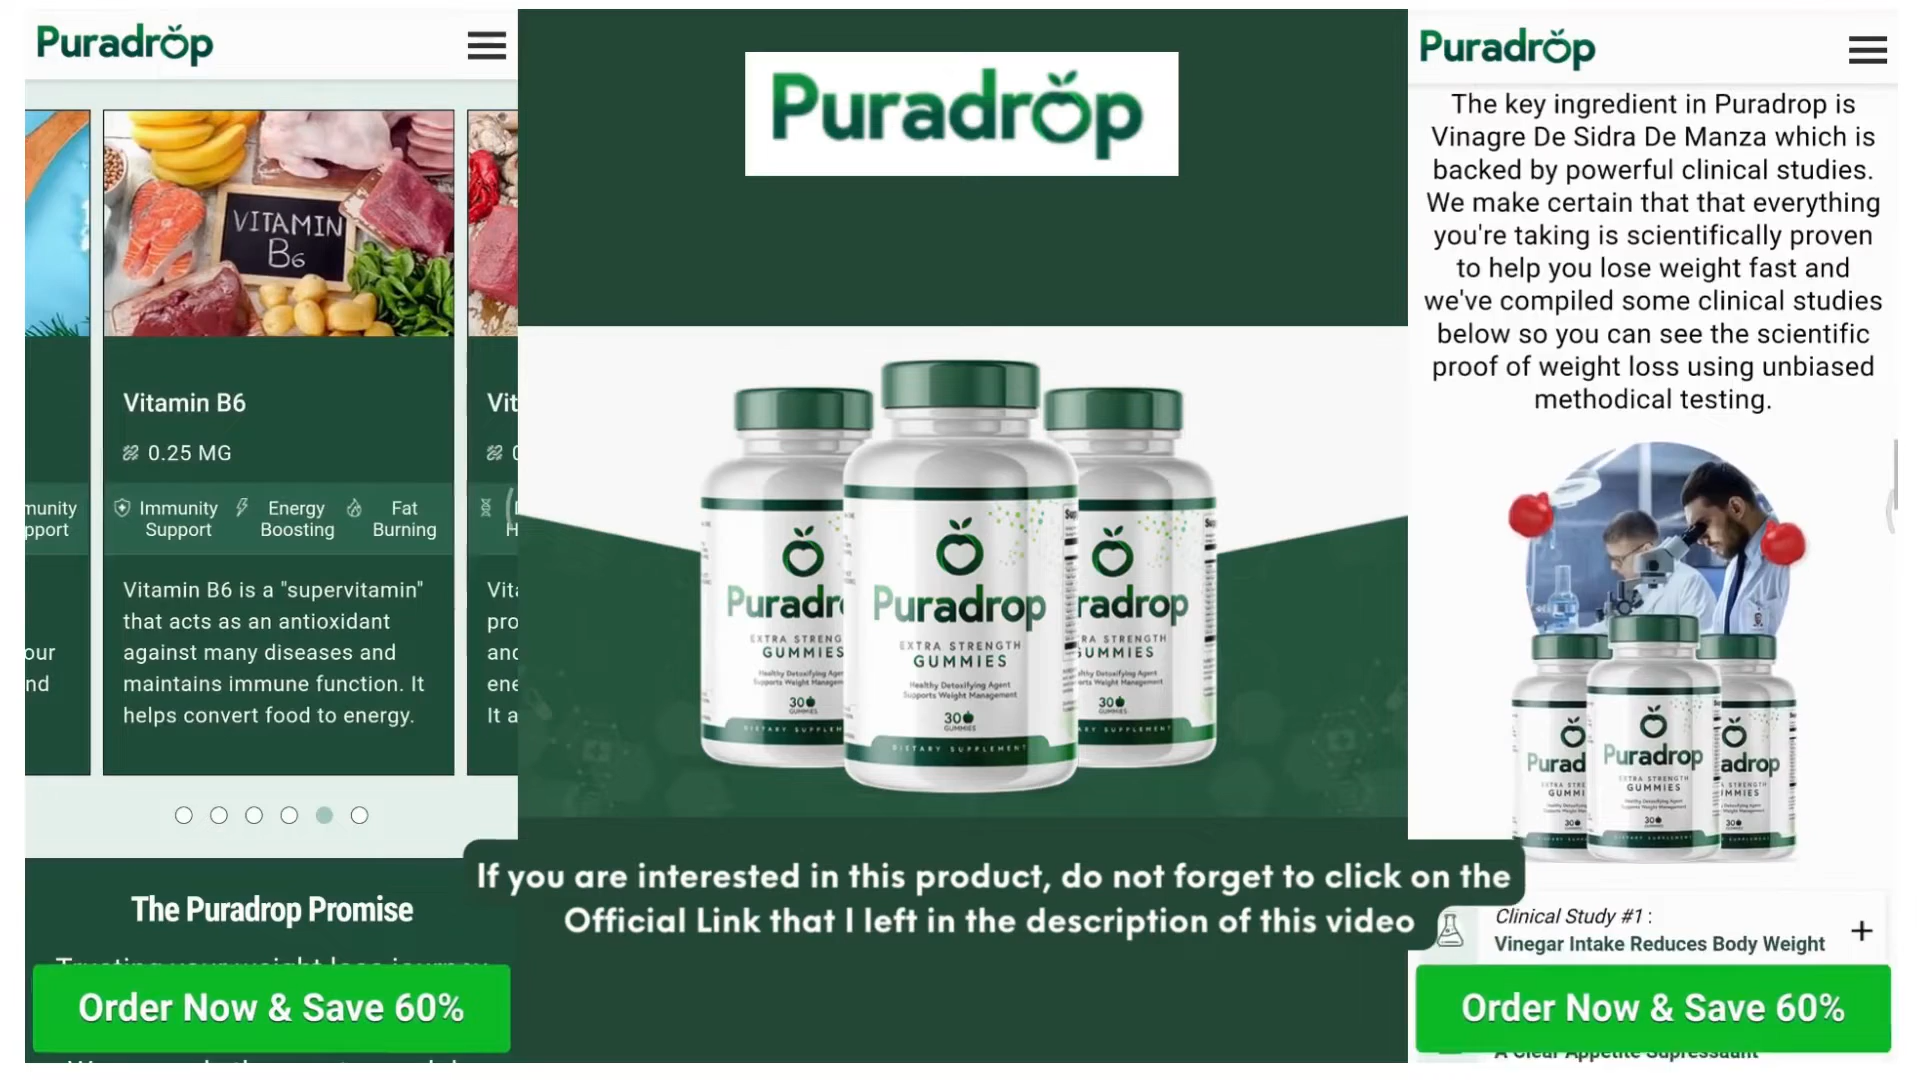 Puradrop
VITAMIN
B6
Vitamin B6
0.25 MG
Immunity
Support
Energy
Boosting
Fat
Burning
Vitamin B6 is a "supervitamin"
that acts as an antioxidant
against many diseases and
maintains immune function. It
helps convert food to energy.
The Puradrop Promise
Order Now & Save 60%
Puradrop
Puradrop
EXTRA STRENGTH
GUMMIES
Healthy Detoxifying Agent
Supports Weight Management
30
GUMMIES
DIETARY SUPPLEMENT
If you are interested in this product, do not forget to click on the
Official Link that I left in the description of this video
Puradrop
The key ingredient in Puradrop is
Vinagre De Sidra De Manza which is
backed by powerful clinical studies.
We make certain that that everything
you're taking is scientifically proven
to help you lose weight fast and
we've compiled some clinical studies
below so you can see the scientific
proof of weight loss using unbiased
methodical testing.
Puradrop
EXTRA STRENGTH
GUMMIES
30
Clinical Study #1 :
Vinegar Intake Reduces Body Weight
+
Order Now & Save 60%
A Clear Appetite Supressaant